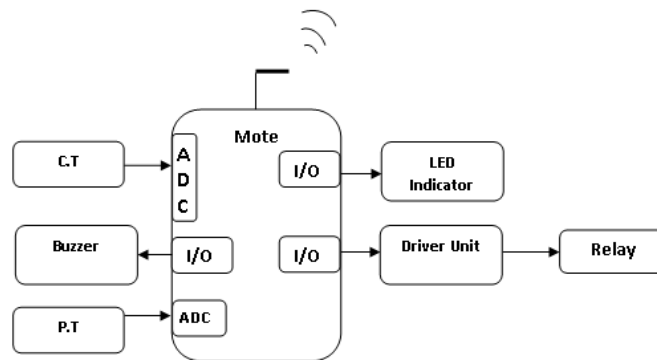 Mote
C.T
A
D
C
I/O
LED
Indicator
Buzzer
I/O
I/O
Driver Unit
Relay
P.T
ADC